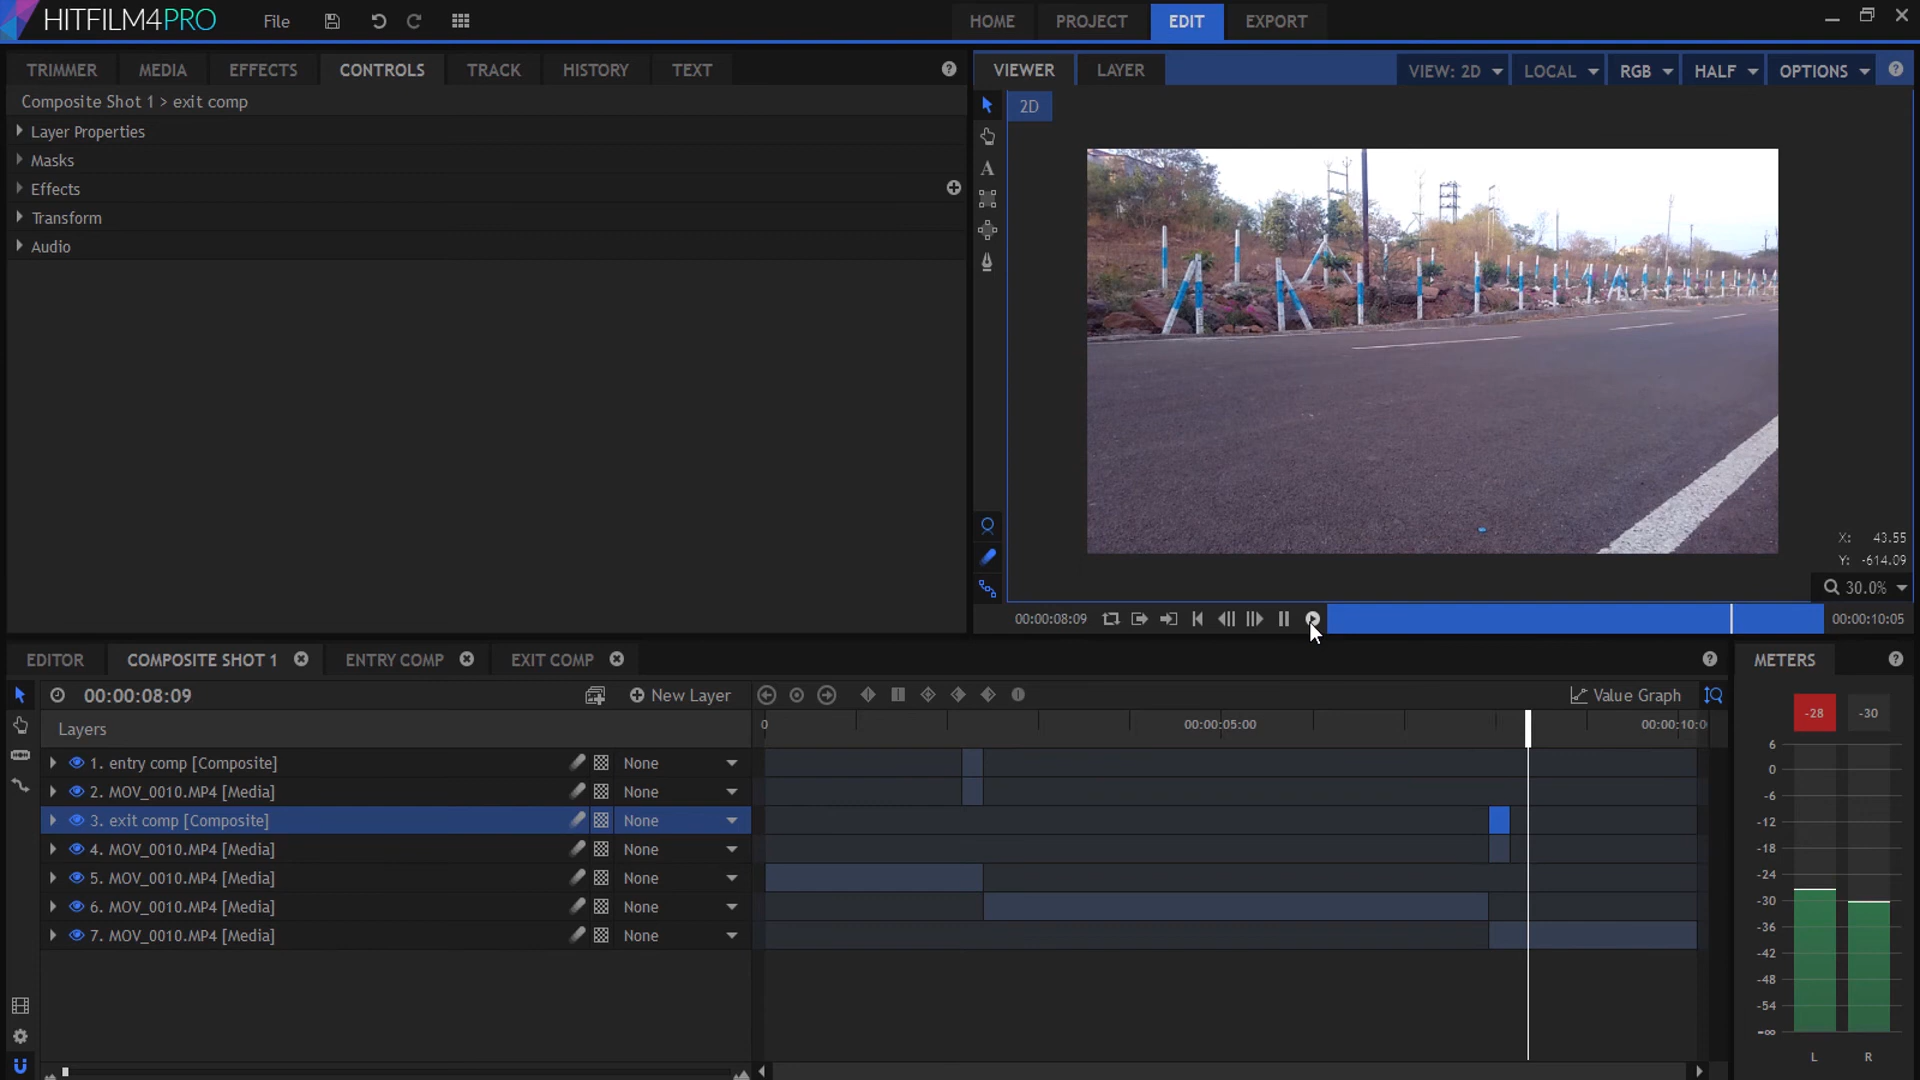 HITFILM4PRO File HOME PROJECT EDIT EXPORT
TRIMMER MEDIA EFFECTS CONTROLS TRACK HISTORY TEXT
Composite Shot 1 > exit comp
Layer Properties
Masks
Effects
Transform
Audio
VIEWER LAYER VIEW: 2D LOCAL RGB HALF OPTIONS
2D
X: 43.55
Y: -614.09
30.0%
00:00:08:09 00:00:10:05
EDITOR COMPOSITE SHOT 1 ENTRY COMP EXIT COMP
00:00:08:09 New Layer Value Graph
Layers 0 00:00:05:00 00:00:10:0
1. entry comp [Composite] None
2. MOV_0010.MP4 [Media] None
3. exit comp [Composite] None
4. MOV_0010.MP4 [Media] None
5. MOV_0010.MP4 [Media] None
6. MOV_0010.MP4 [Media] None
7. MOV_0010.MP4 [Media] None
METERS
-28 -30
6
0
-6
-12
-18
-24
-30
-36
-42
-48
-54
-∞
L R